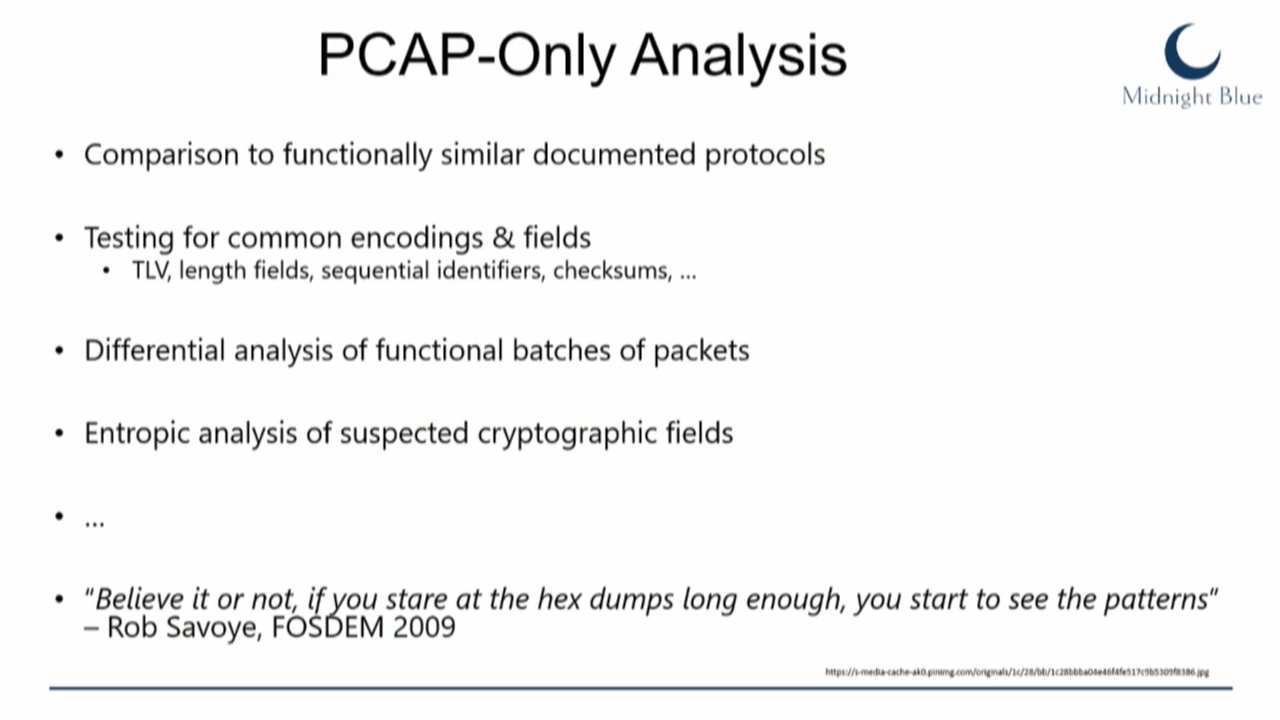 PCAP-Only Analysis
Midnight Blue
• Comparison to functionally similar documented protocols
• Testing for common encodings & fields
• TLV, length fields, sequential identifiers, checksums, ...
• Differential analysis of functional batches of packets
• Entropic analysis of suspected cryptographic fields
• ...
• "Believe it or not, if you stare at the hex dumps long enough, you start to see the patterns"
– Rob Savoye, FOSDEM 2009